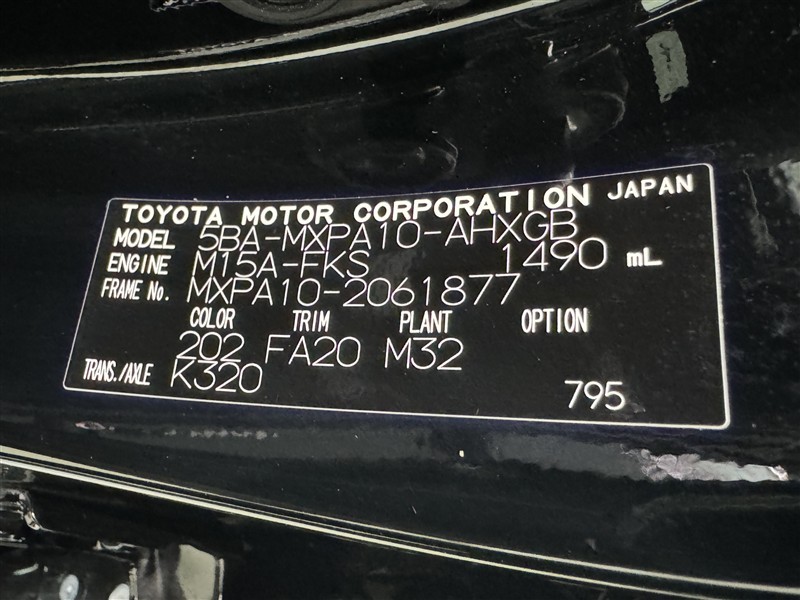 TOYOTA MOTOR CORPORATION JAPAN
MODEL 5BA-MXPA10-AHXGB
ENGINE M15A-FKS 1490 mL
FRAME No. MXPA10-2061877
COLOR TRIM PLANT OPTION
202 FA20 M32
TRANS./AXLE K320
795